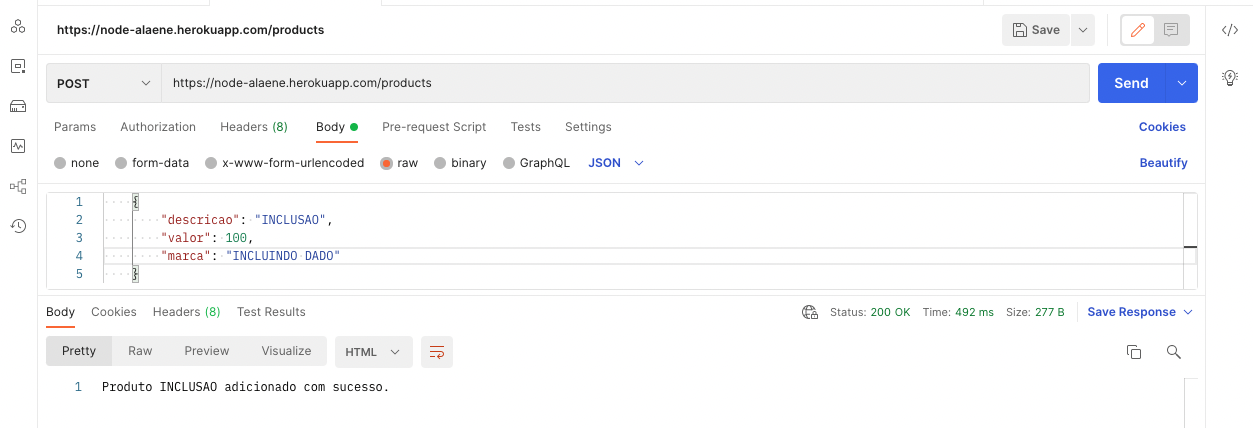 https://node-alaene.herokuapp.com/products
Save
POST
https://node-alaene.herokuapp.com/products
Send
Params Authorization Headers (8) Body Pre-request Script Tests Settings Cookies
none form-data x-www-form-urlencoded raw binary GraphQL JSON Beautify
1 {
2 "descricao": "INCLUSAO",
3 "valor": 100,
4 "marca": "INCLUINDO DADO"
5 }
Body Cookies Headers (8) Test Results Status: 200 OK Time: 492 ms Size: 277 B Save Response
Pretty Raw Preview Visualize HTML
1 Produto INCLUSAO adicionado com sucesso.